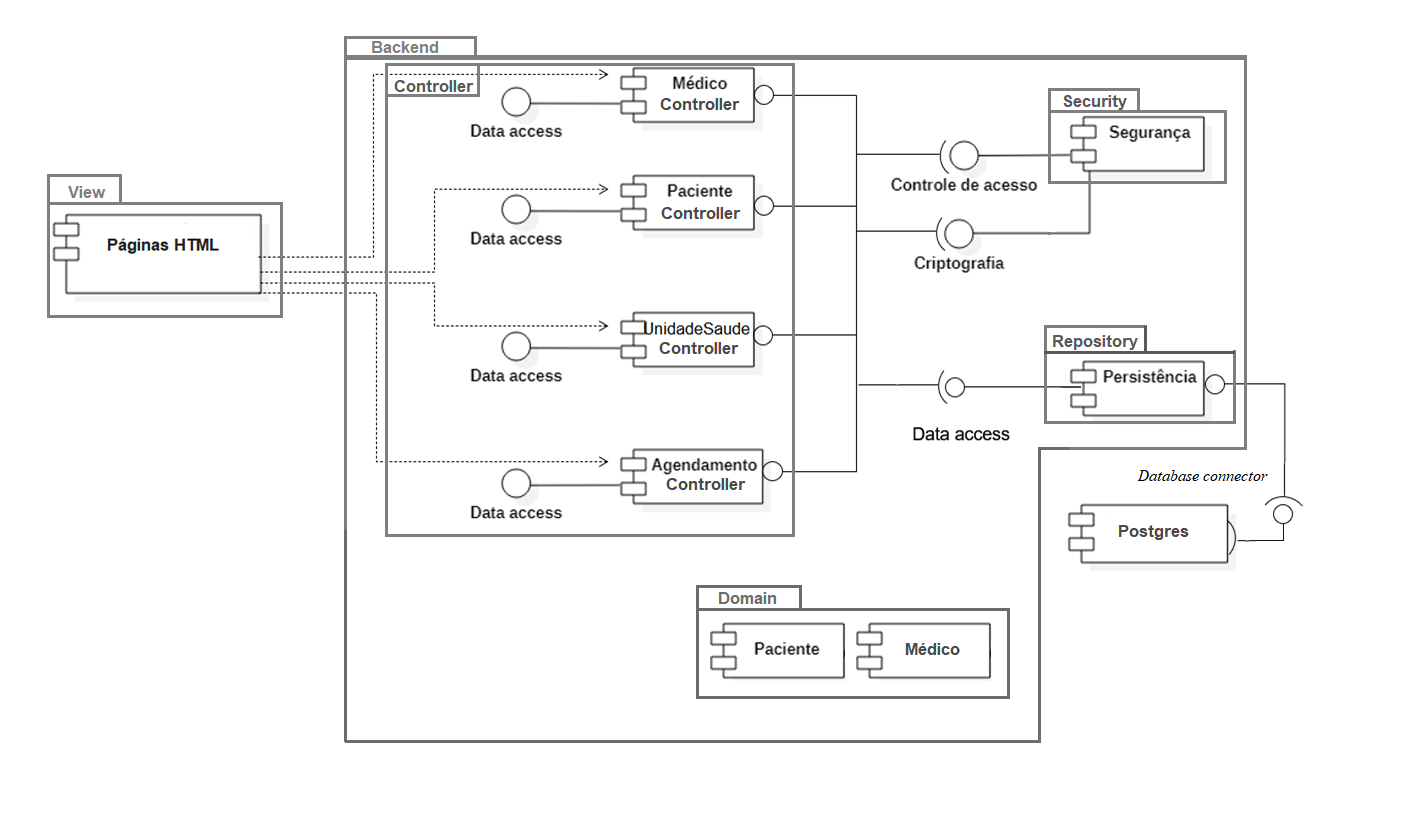 Backend
Controller
Médico
Controller
Data access
Security
Segurança
Controle de acesso
View
Páginas HTML
Paciente
Controller
Data access
Criptografia
UnidadeSaude
Controller
Data access
Repository
Persistência
Data access
Agendamento
Controller
Data access
Database connector
Postgres
Domain
Paciente
Médico